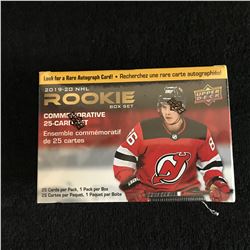 Look for a Rare Autograph Card! • Recherchez une rare carte autographiée!
2019-20 NHL
ROOKIE
BOX SET
UPPER DECK
COMMEMORATIVE
25-CARD SET
Ensemble commémoratif
de 25 cartes
86
25 Cards per Pack, 1 Pack per Box
25 Cartes par Paquet, 1 Paquet par Boîte